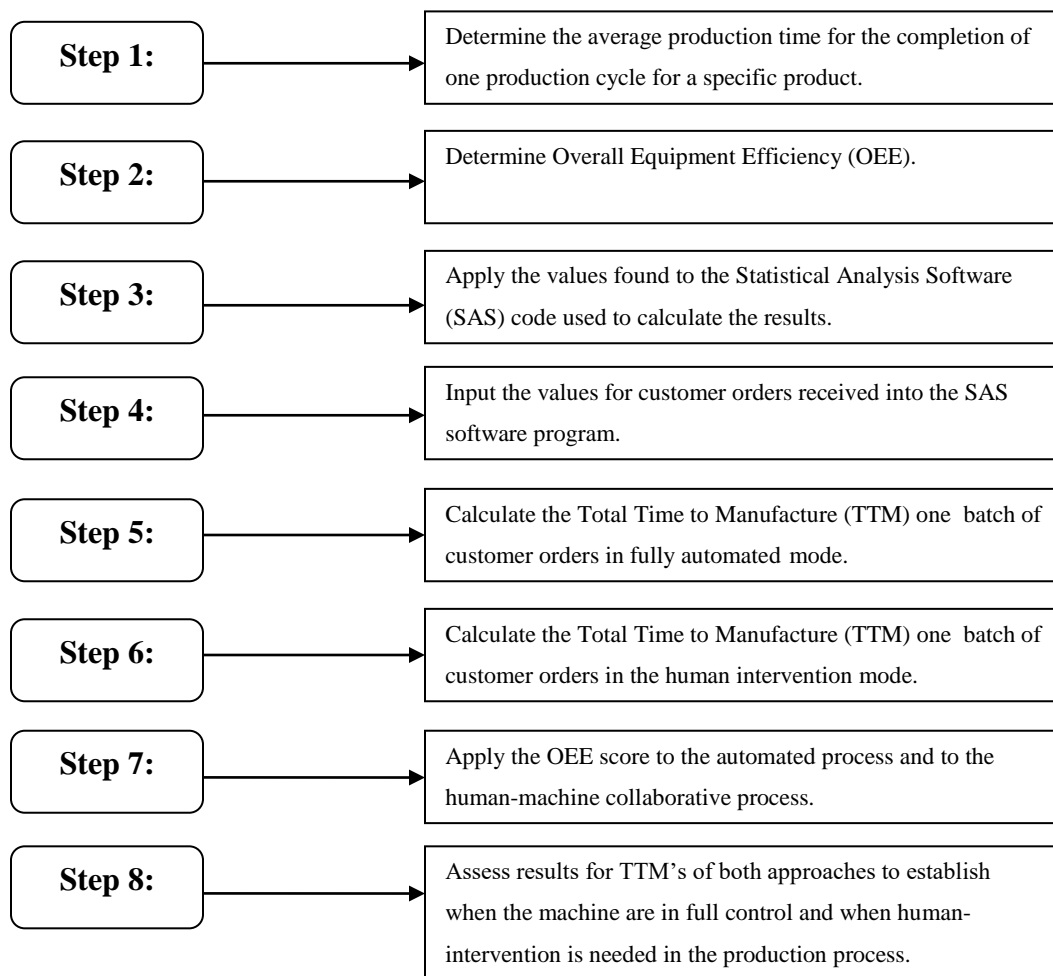 Step 1:
Determine the average production time for the completion of
one production cycle for a specific product.
Step 2:
Determine Overall Equipment Efficiency (OEE).
Step 3:
Apply the values found to the Statistical Analysis Software
(SAS) code used to calculate the results.
Step 4:
Input the values for customer orders received into the SAS
software program.
Step 5:
Calculate the Total Time to Manufacture (TTM) one batch of
customer orders in fully automated mode.
Step 6:
Calculate the Total Time to Manufacture (TTM) one batch of
customer orders in the human intervention mode.
Step 7:
Apply the OEE score to the automated process and to the
human-machine collaborative process.
Step 8:
Assess results for TTM’s of both approaches to establish
when the machine are in full control and when human-
intervention is needed in the production process.